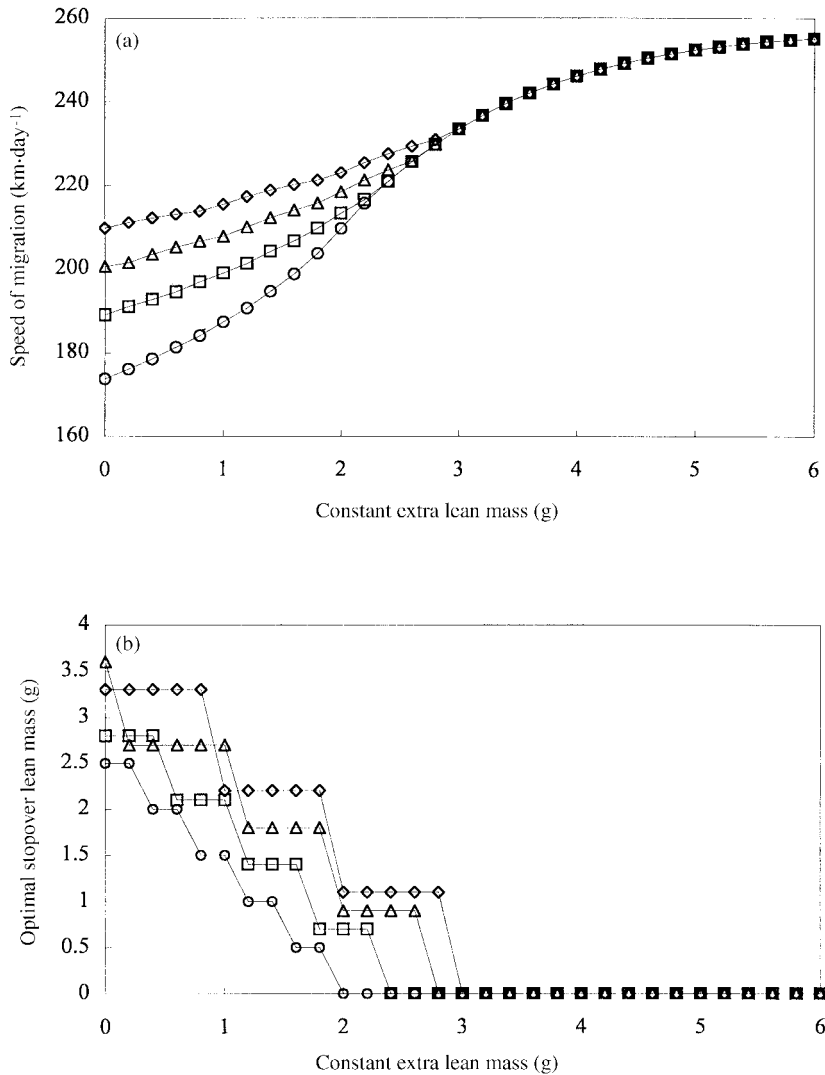 (a)
260
240
220
200
180
160
Speed of migration (km·day⁻¹)
0 1 2 3 4 5 6
Constant extra lean mass (g)
(b)
4
3.5
3
2.5
2
1.5
1
0.5
0
Optimal stopover lean mass (g)
0 1 2 3 4 5 6
Constant extra lean mass (g)